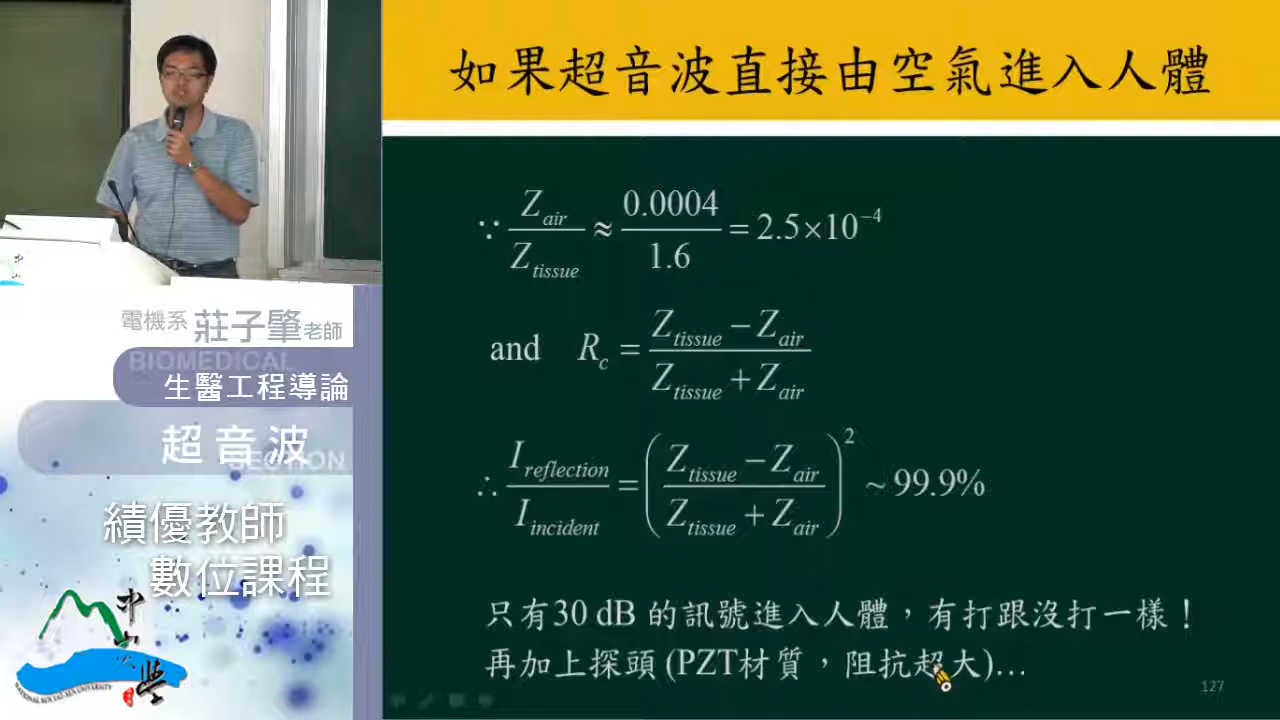 如果超音波直接由空氣進入人體
∵ Z_air / Z_tissue ≈ 0.0004 / 1.6 = 2.5×10^−4
and R_c = (Z_tissue − Z_air) / (Z_tissue + Z_air)
∴ I_reflection / I_incident = ((Z_tissue − Z_air) / (Z_tissue + Z_air))^2 ~ 99.9%
只有30 dB 的訊號進入人體，有打跟沒打一樣！
再加上探頭 (PZT材質，阻抗超大)…
127
電機系 莊子肇老師
BIOMEDICAL
生醫工程導論
超音波
SECTION
績優教師
數位課程
中山大學
NATIONAL SUN YAT-SEN UNIVERSITY